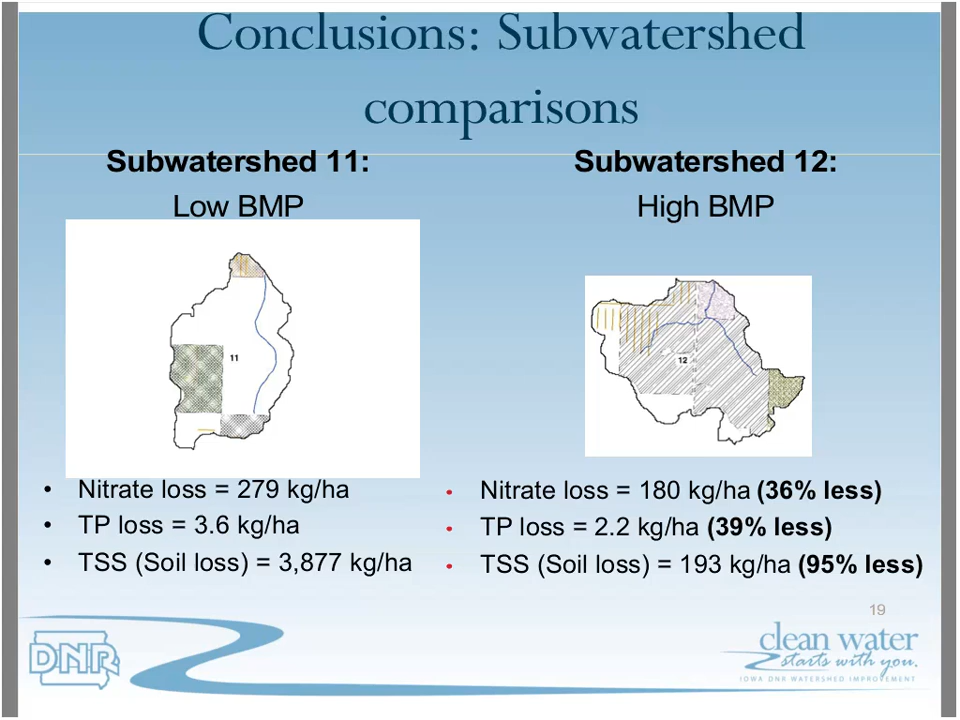 Conclusions: Subwatershed
comparisons
Subwatershed 11:
Low BMP
11
• Nitrate loss = 279 kg/ha
• TP loss = 3.6 kg/ha
• TSS (Soil loss) = 3,877 kg/ha
Subwatershed 12:
High BMP
12
• Nitrate loss = 180 kg/ha (36% less)
• TP loss = 2.2 kg/ha (39% less)
• TSS (Soil loss) = 193 kg/ha (95% less)
19
DNR
clean water
starts with you.
IOWA DNR WATERSHED IMPROVEMENT